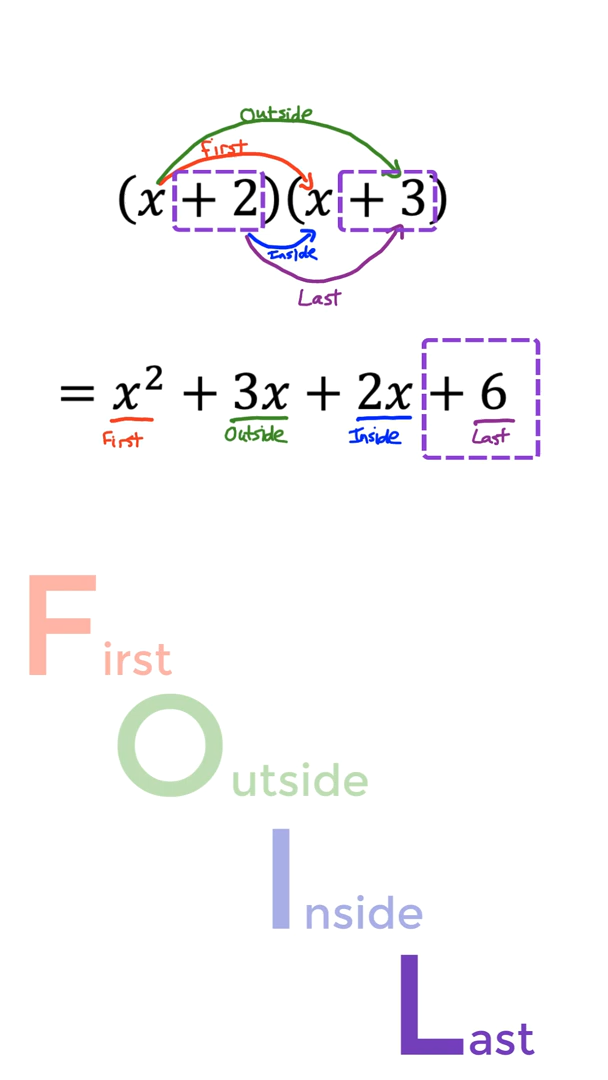 Outside
First
(x + 2)(x + 3)
Inside
Last
= x² + 3x + 2x + 6
First Outside Inside Last
First
Outside
Inside
Last